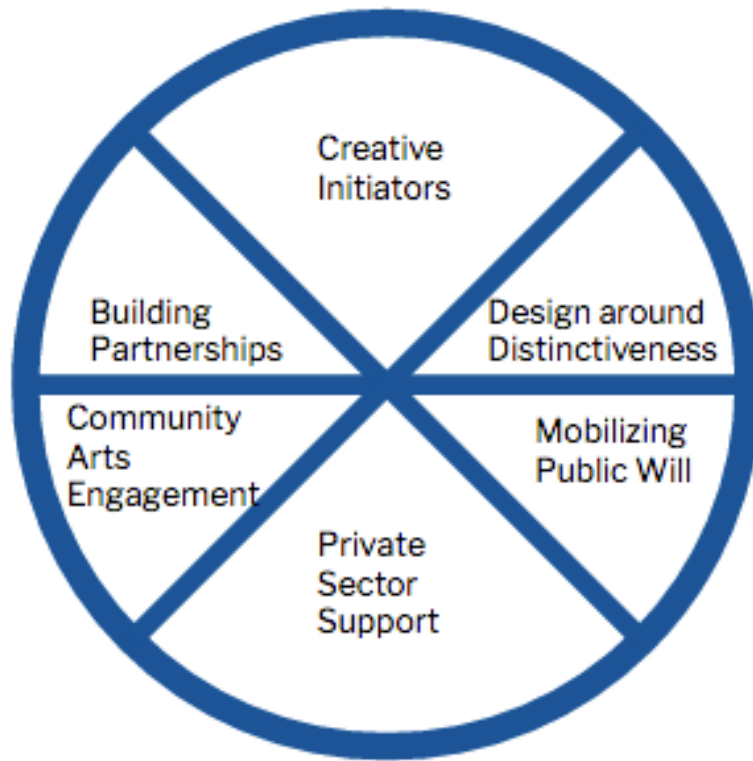 Creative
Initiators
Building
Partnerships
Design around
Distinctiveness
Community
Arts
Engagement
Mobilizing
Public Will
Private
Sector
Support